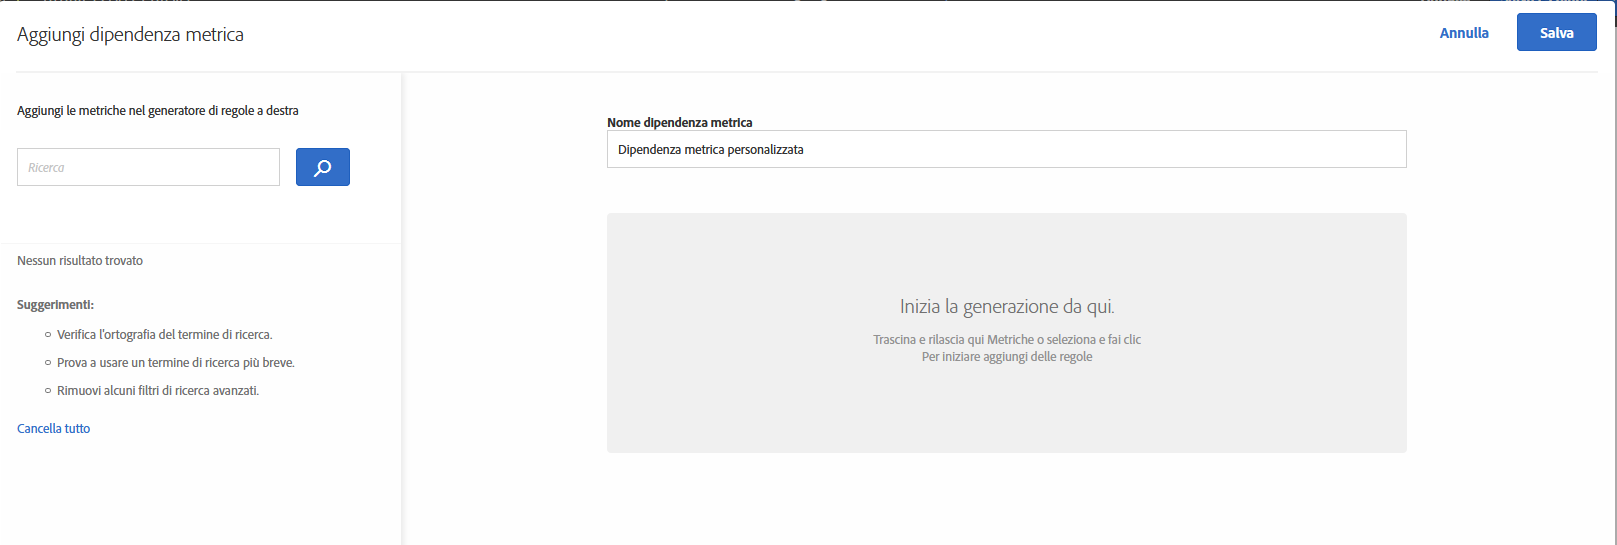 Aggiungi dipendenza metrica
Annulla
Salva
Aggiungi le metriche nel generatore di regole a destra
Ricerca
Nessun risultato trovato
Suggerimenti:
Verifica l'ortografia del termine di ricerca.
Prova a usare un termine di ricerca più breve.
Rimuovi alcuni filtri di ricerca avanzati.
Cancella tutto
Nome dipendenza metrica
Dipendenza metrica personalizzata
Inizia la generazione da qui.
Trascina e rilascia qui Metriche o seleziona e fai clic
Per iniziare aggiungi delle regole